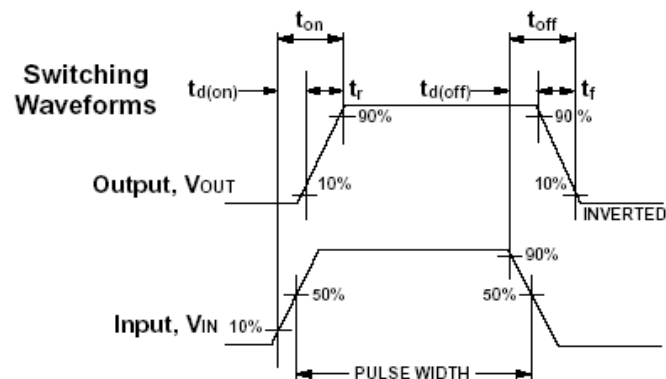 ton
toff
Switching
Waveforms
td(on)
tr
td(off)
tf
90%
90 %
Output, VOUT
10%
10%
INVERTED
90%
50%
50%
Input, VIN
10%
PULSE WIDTH